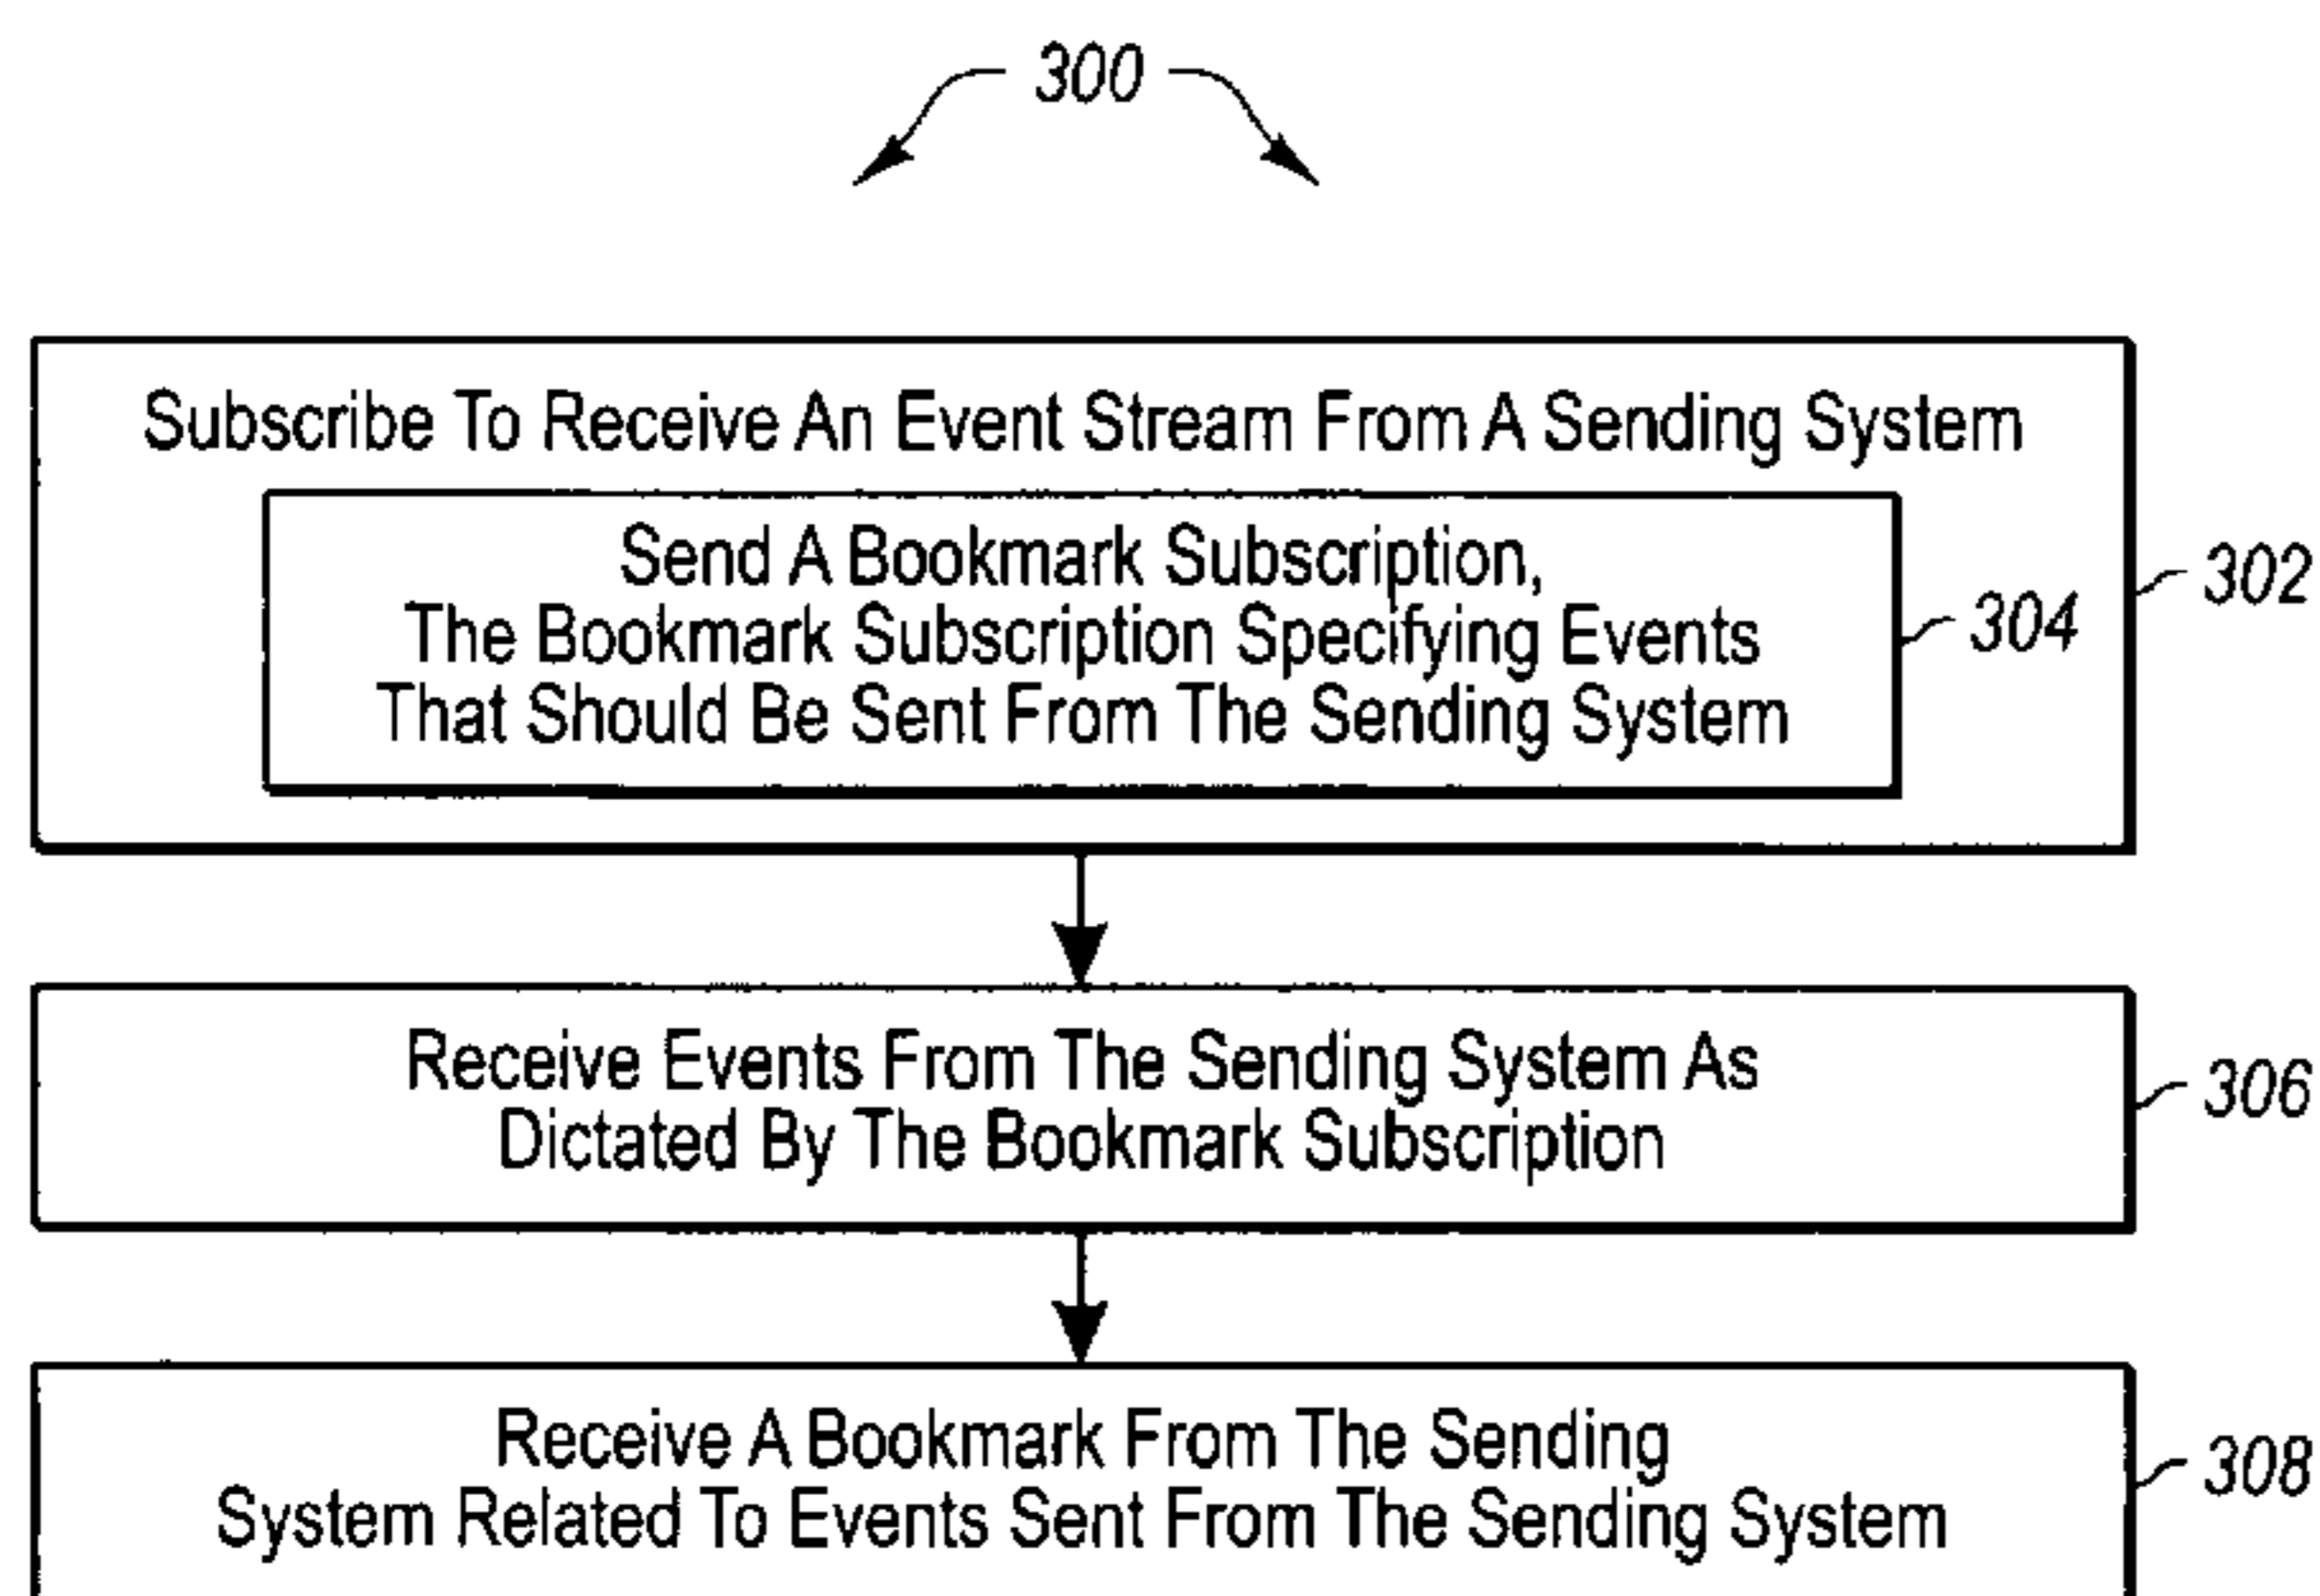 300
Subscribe To Receive An Event Stream From A Sending System
Send A Bookmark Subscription,
The Bookmark Subscription Specifying Events
That Should Be Sent From The Sending System
304
302
Receive Events From The Sending System As
Dictated By The Bookmark Subscription
306
Receive A Bookmark From The Sending
System Related To Events Sent From The Sending System
308